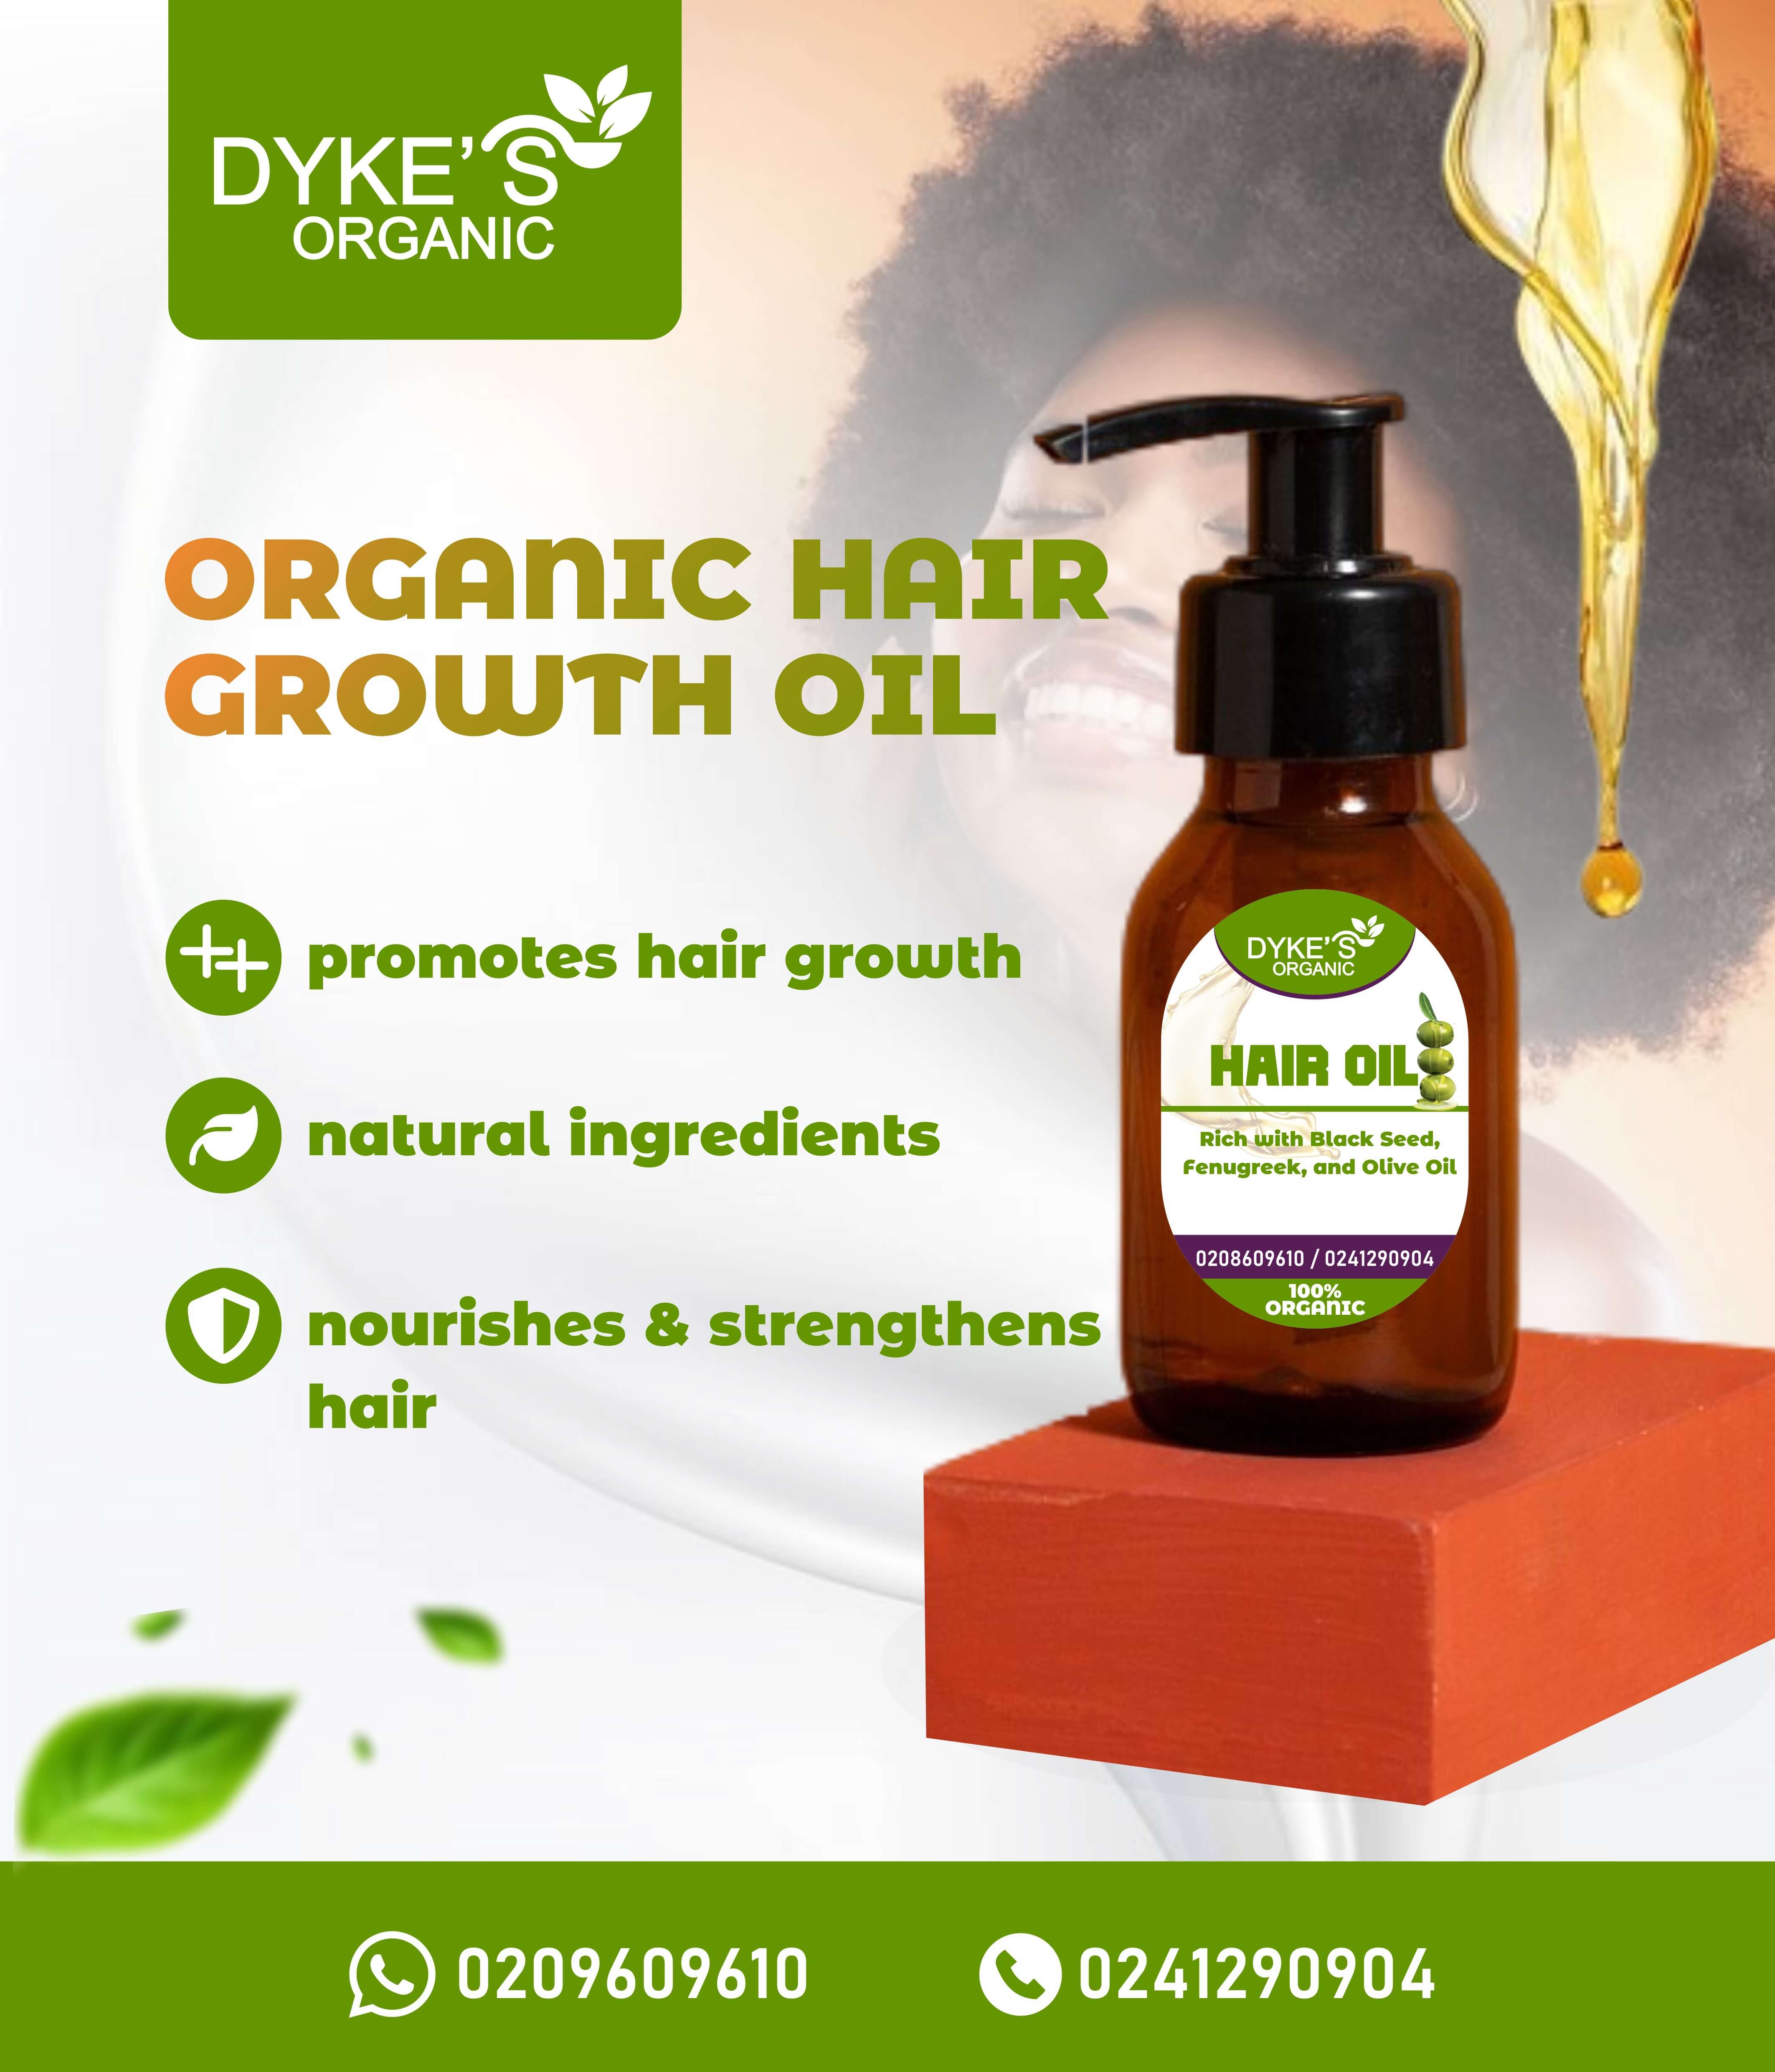 DYKE'S
ORGANIC
ORGANIC HAIR
GROWTH OIL
promotes hair growth
natural ingredients
nourishes & strengthens
hair
DYKE'S
ORGANIC
HAIR OIL
Rich with Black Seed,
Fenugreek, and Olive Oil
0208609610 / 0241290904
100%
ORGANIC
0209609610
0241290904